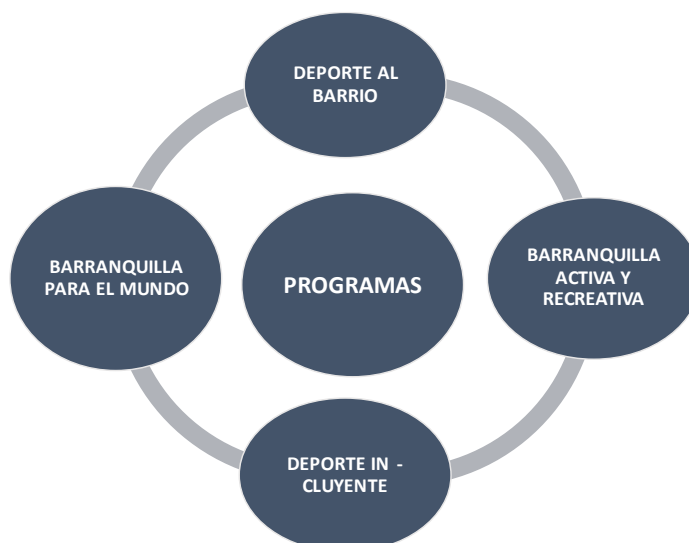 DEPORTE AL
BARRIO
BARRANQUILLA
PARA EL MUNDO
PROGRAMAS
BARRANQUILLA
ACTIVA Y
RECREATIVA
DEPORTE IN -
CLUYENTE